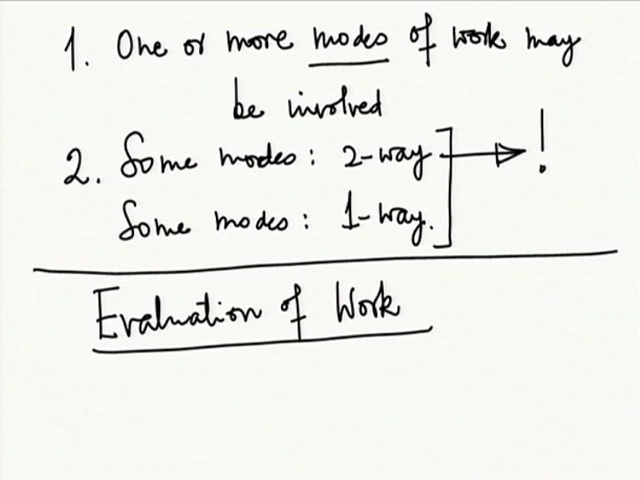 1. One or more modes of work may
be involved
2. Some modes: 2-way
Some modes: 1-way.
!
Evaluation of Work